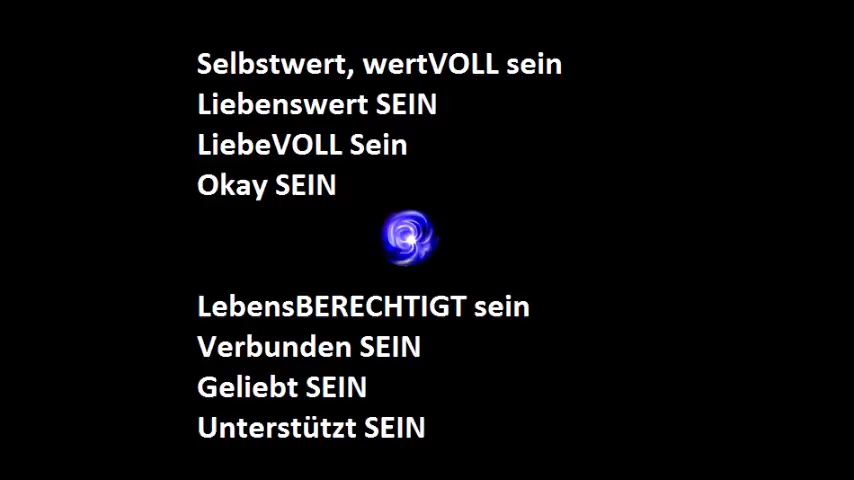 Selbstwert, wertVOLL sein
Liebenswert SEIN
LiebeVOLL Sein
Okay SEIN
LebensBERECHTIGT sein
Verbunden SEIN
Geliebt SEIN
Unterstützt SEIN